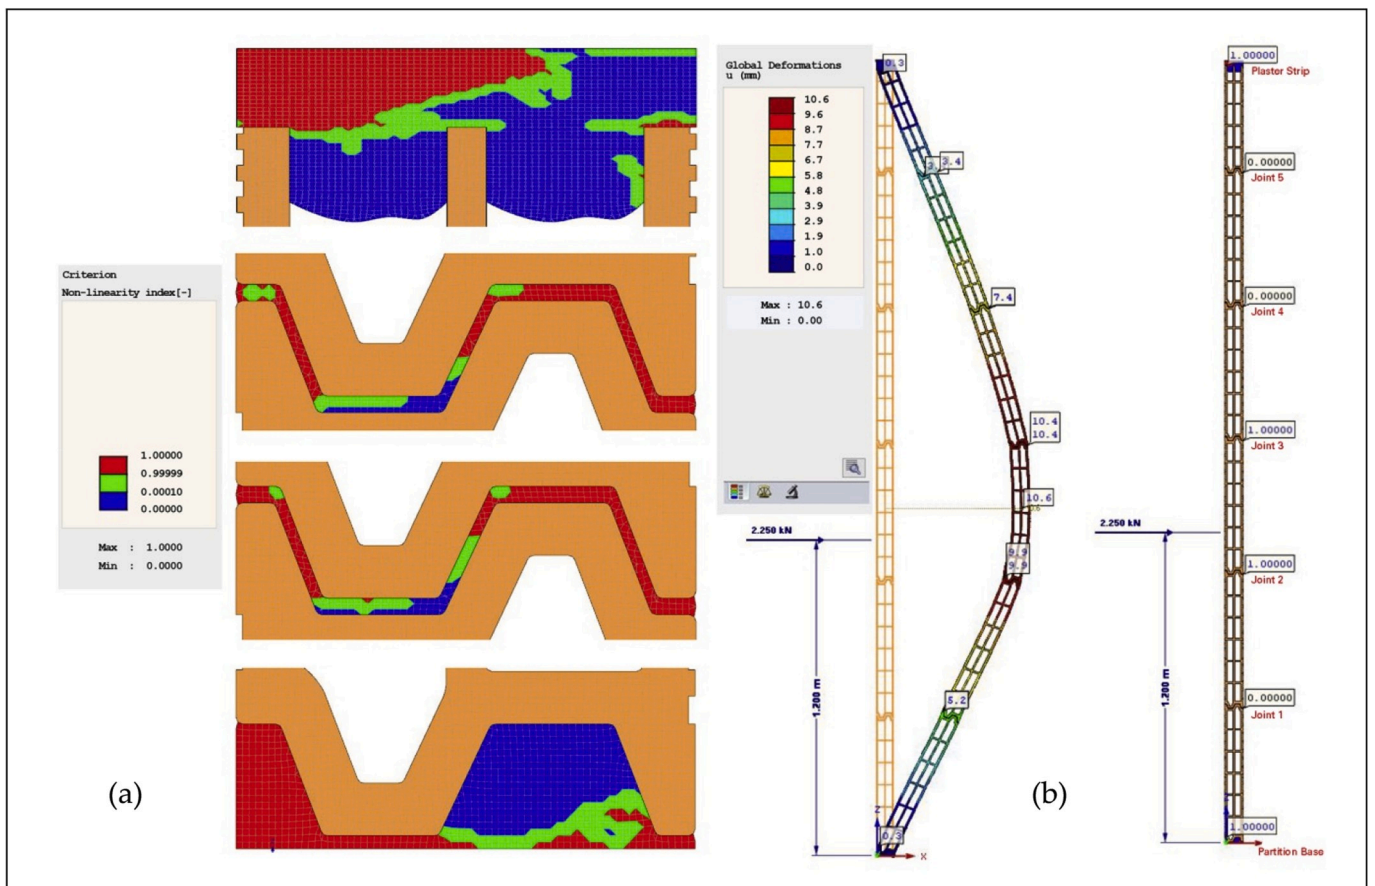 Criterion
Non-linearity index[-]
1.00000
0.99999
0.00010
0.00000
Max : 1.0000
Min : 0.0000
(a)
Global Deformations
u (mm)
10.6
9.6
8.7
7.7
6.7
5.8
4.8
3.9
2.9
1.9
1.0
0.0
Max : 10.6
Min : 0.00
0.3
3.4
7.4
10.4
10.4
10.6
9.9
9.9
5.2
0.3
2.250 kN
1.200 m
Z
X
(b)
1.00000
Plaster Strip
0.00000
Joint 5
0.00000
Joint 4
1.00000
Joint 3
2.250 kN
1.00000
Joint 2
1.200 m
0.00000
Joint 1
1.00000
Partition Base